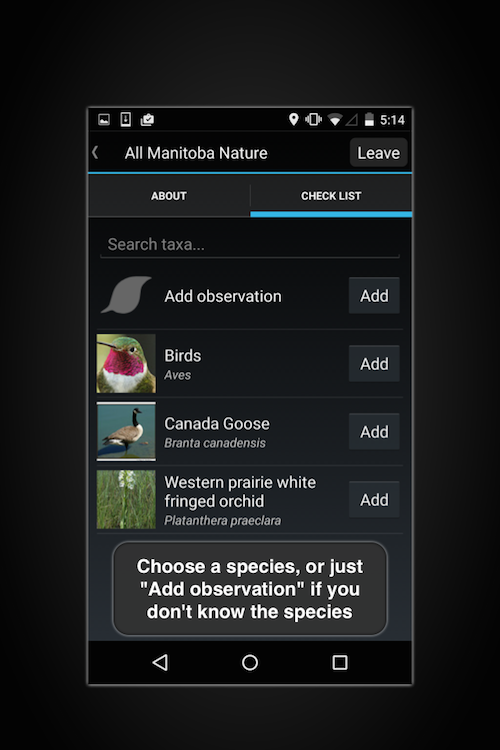 5:14
All Manitoba Nature
Leave
ABOUT
CHECK LIST
Search taxa...
Add observation
Add
Birds
Aves
Add
Canada Goose
Branta canadensis
Add
Western prairie white
fringed orchid
Platanthera praeclara
Add
Choose a species, or just
"Add observation" if you
don't know the species